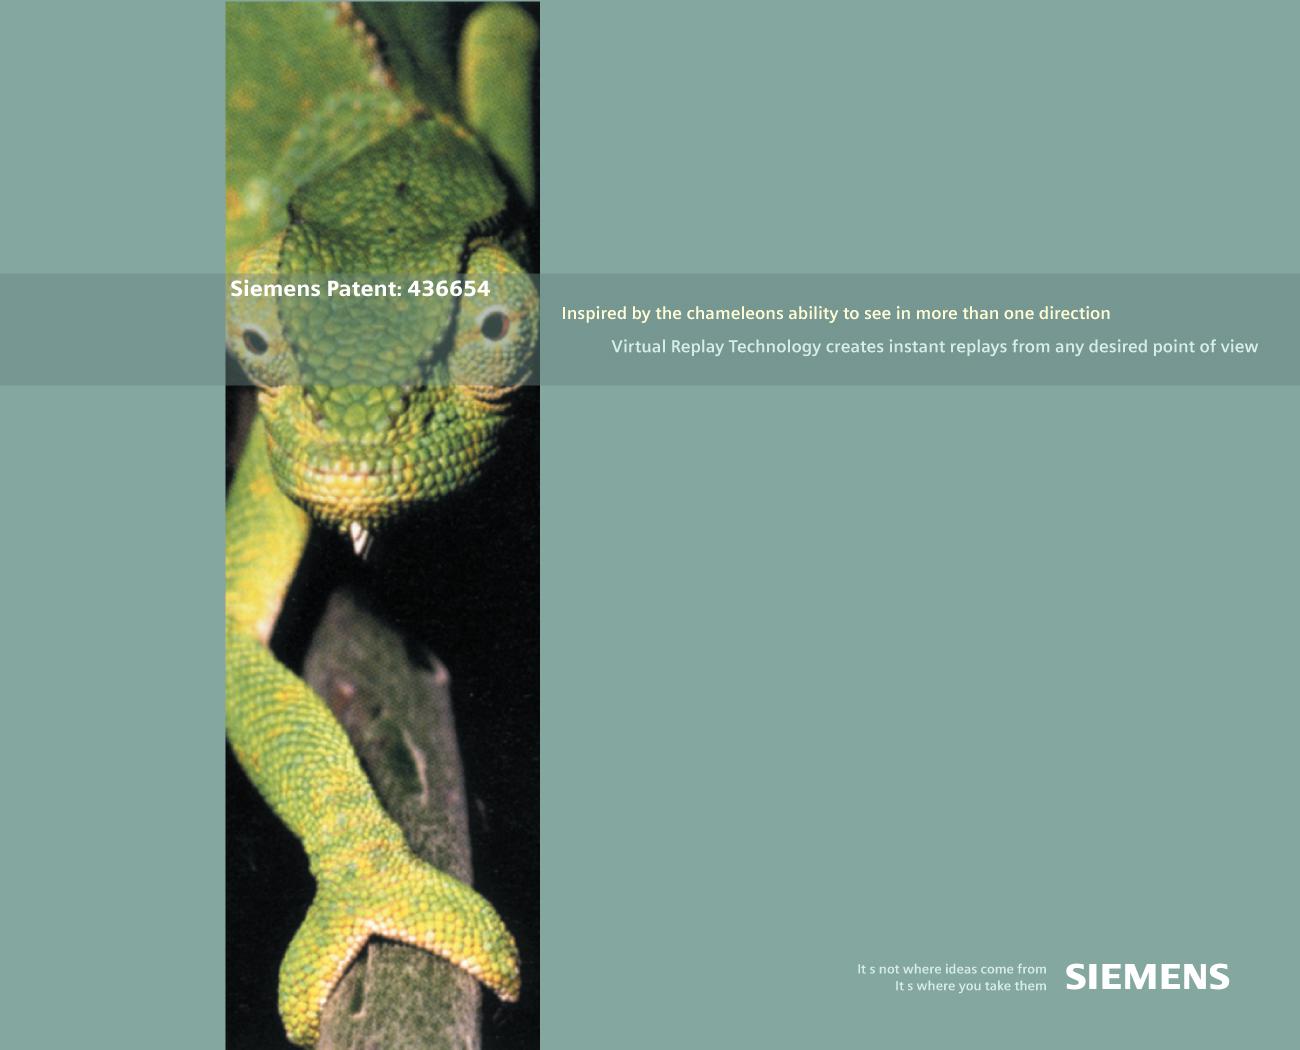 Siemens Patent: 436654
Inspired by the chameleons ability to see in more than one direction
Virtual Replay Technology creates instant replays from any desired point of view
It s not where ideas come from
It s where you take them
SIEMENS